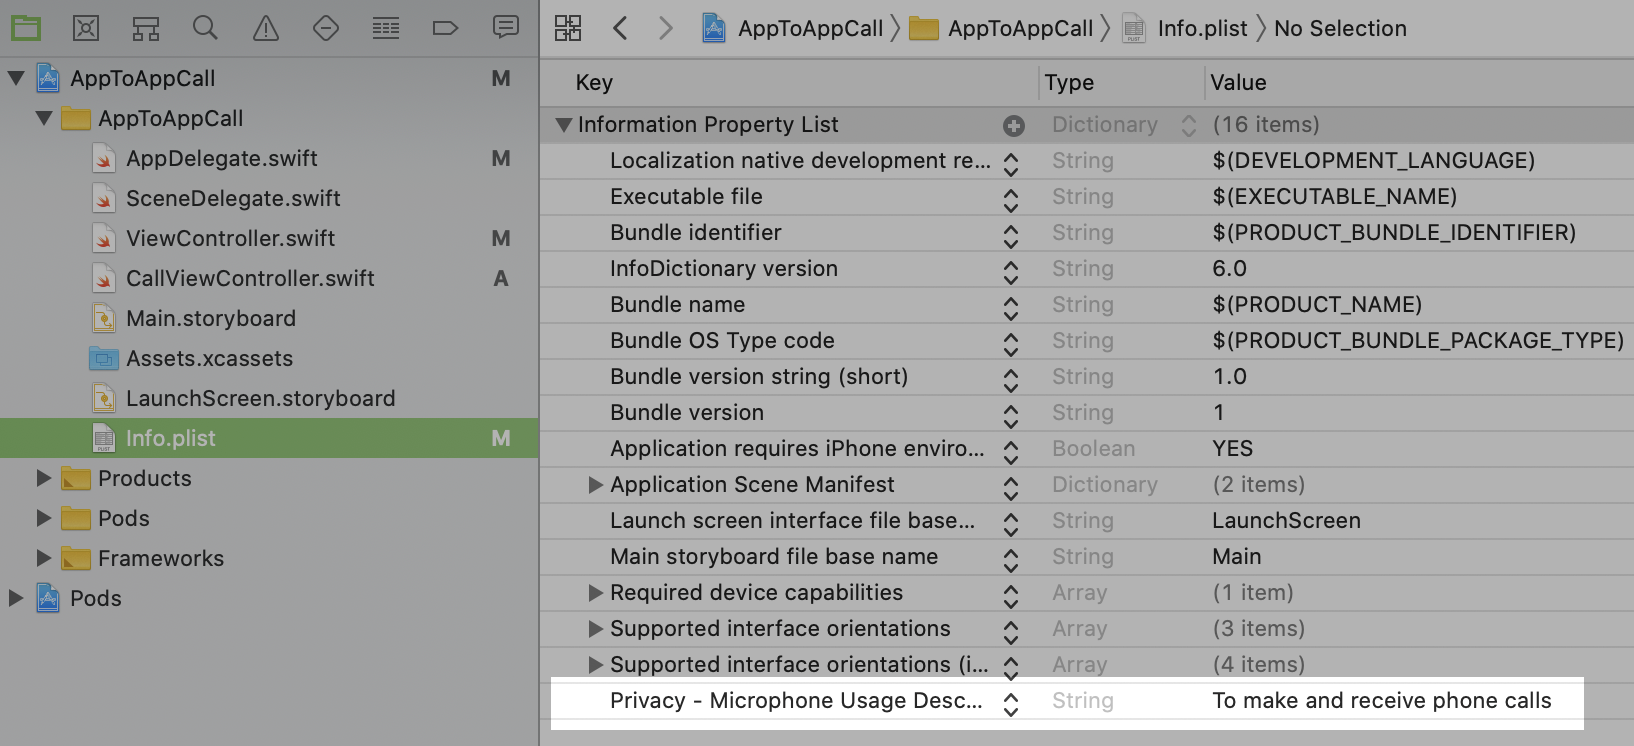 AppToAppCall M
AppToAppCall
AppDelegate.swift M
SceneDelegate.swift
ViewController.swift M
CallViewController.swift A
Main.storyboard
Assets.xcassets
LaunchScreen.storyboard
Info.plist M
Products
Pods
Frameworks
Pods
AppToAppCall AppToAppCall Info.plist No Selection
Key Type Value
Information Property List Dictionary (16 items)
Localization native development re... String $(DEVELOPMENT_LANGUAGE)
Executable file String $(EXECUTABLE_NAME)
Bundle identifier String $(PRODUCT_BUNDLE_IDENTIFIER)
InfoDictionary version String 6.0
Bundle name String $(PRODUCT_NAME)
Bundle OS Type code String $(PRODUCT_BUNDLE_PACKAGE_TYPE)
Bundle version string (short) String 1.0
Bundle version String 1
Application requires iPhone enviro... Boolean YES
Application Scene Manifest Dictionary (2 items)
Launch screen interface file base... String LaunchScreen
Main storyboard file base name String Main
Required device capabilities Array (1 item)
Supported interface orientations Array (3 items)
Supported interface orientations (i... Array (4 items)
Privacy - Microphone Usage Desc... String To make and receive phone calls